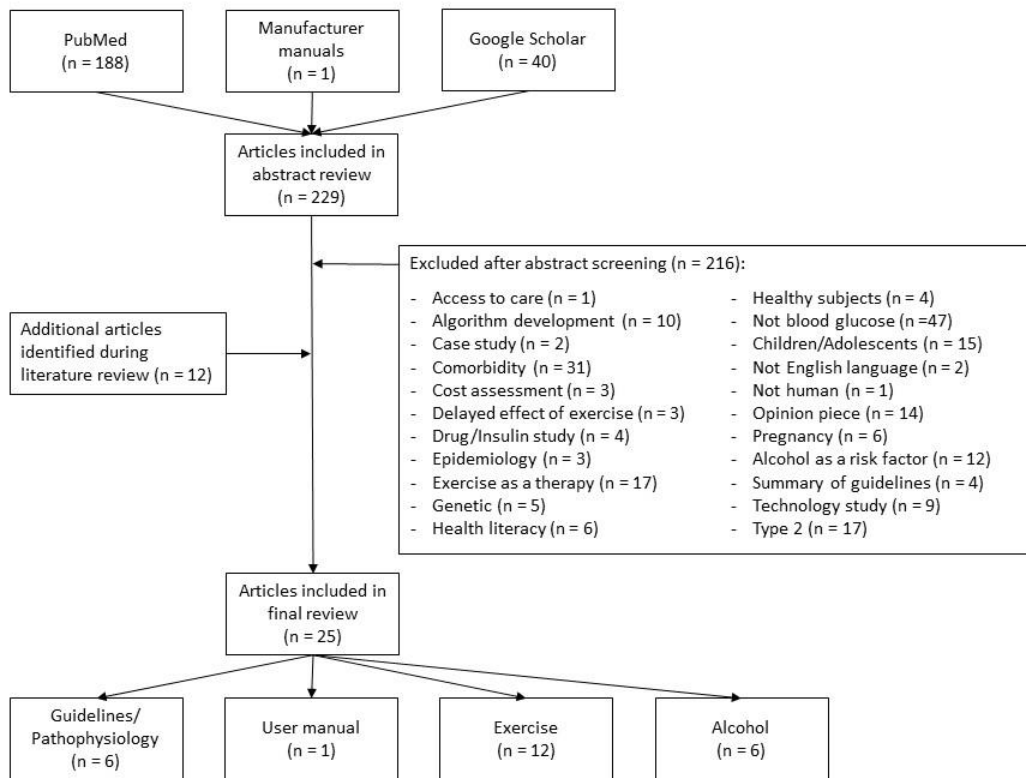 PubMed
(n = 188)
Manufacturer
manuals
(n = 1)
Google Scholar
(n = 40)
Articles included in
abstract review
(n = 229)
Excluded after abstract screening (n = 216):
- Access to care (n = 1)
- Algorithm development (n = 10)
- Case study (n = 2)
- Comorbidity (n = 31)
- Cost assessment (n = 3)
- Delayed effect of exercise (n = 3)
- Drug/Insulin study (n = 4)
- Epidemiology (n = 3)
- Exercise as a therapy (n = 17)
- Genetic (n = 5)
- Health literacy (n = 6)
- Healthy subjects (n = 4)
- Not blood glucose (n =47)
- Children/Adolescents (n = 15)
- Not English language (n = 2)
- Not human (n = 1)
- Opinion piece (n = 14)
- Pregnancy (n = 6)
- Alcohol as a risk factor (n = 12)
- Summary of guidelines (n = 4)
- Technology study (n = 9)
- Type 2 (n = 17)
Additional articles
identified during
literature review (n = 12)
Articles included in
final review
(n = 25)
Guidelines/
Pathophysiology
(n = 6)
User manual
(n = 1)
Exercise
(n = 12)
Alcohol
(n = 6)